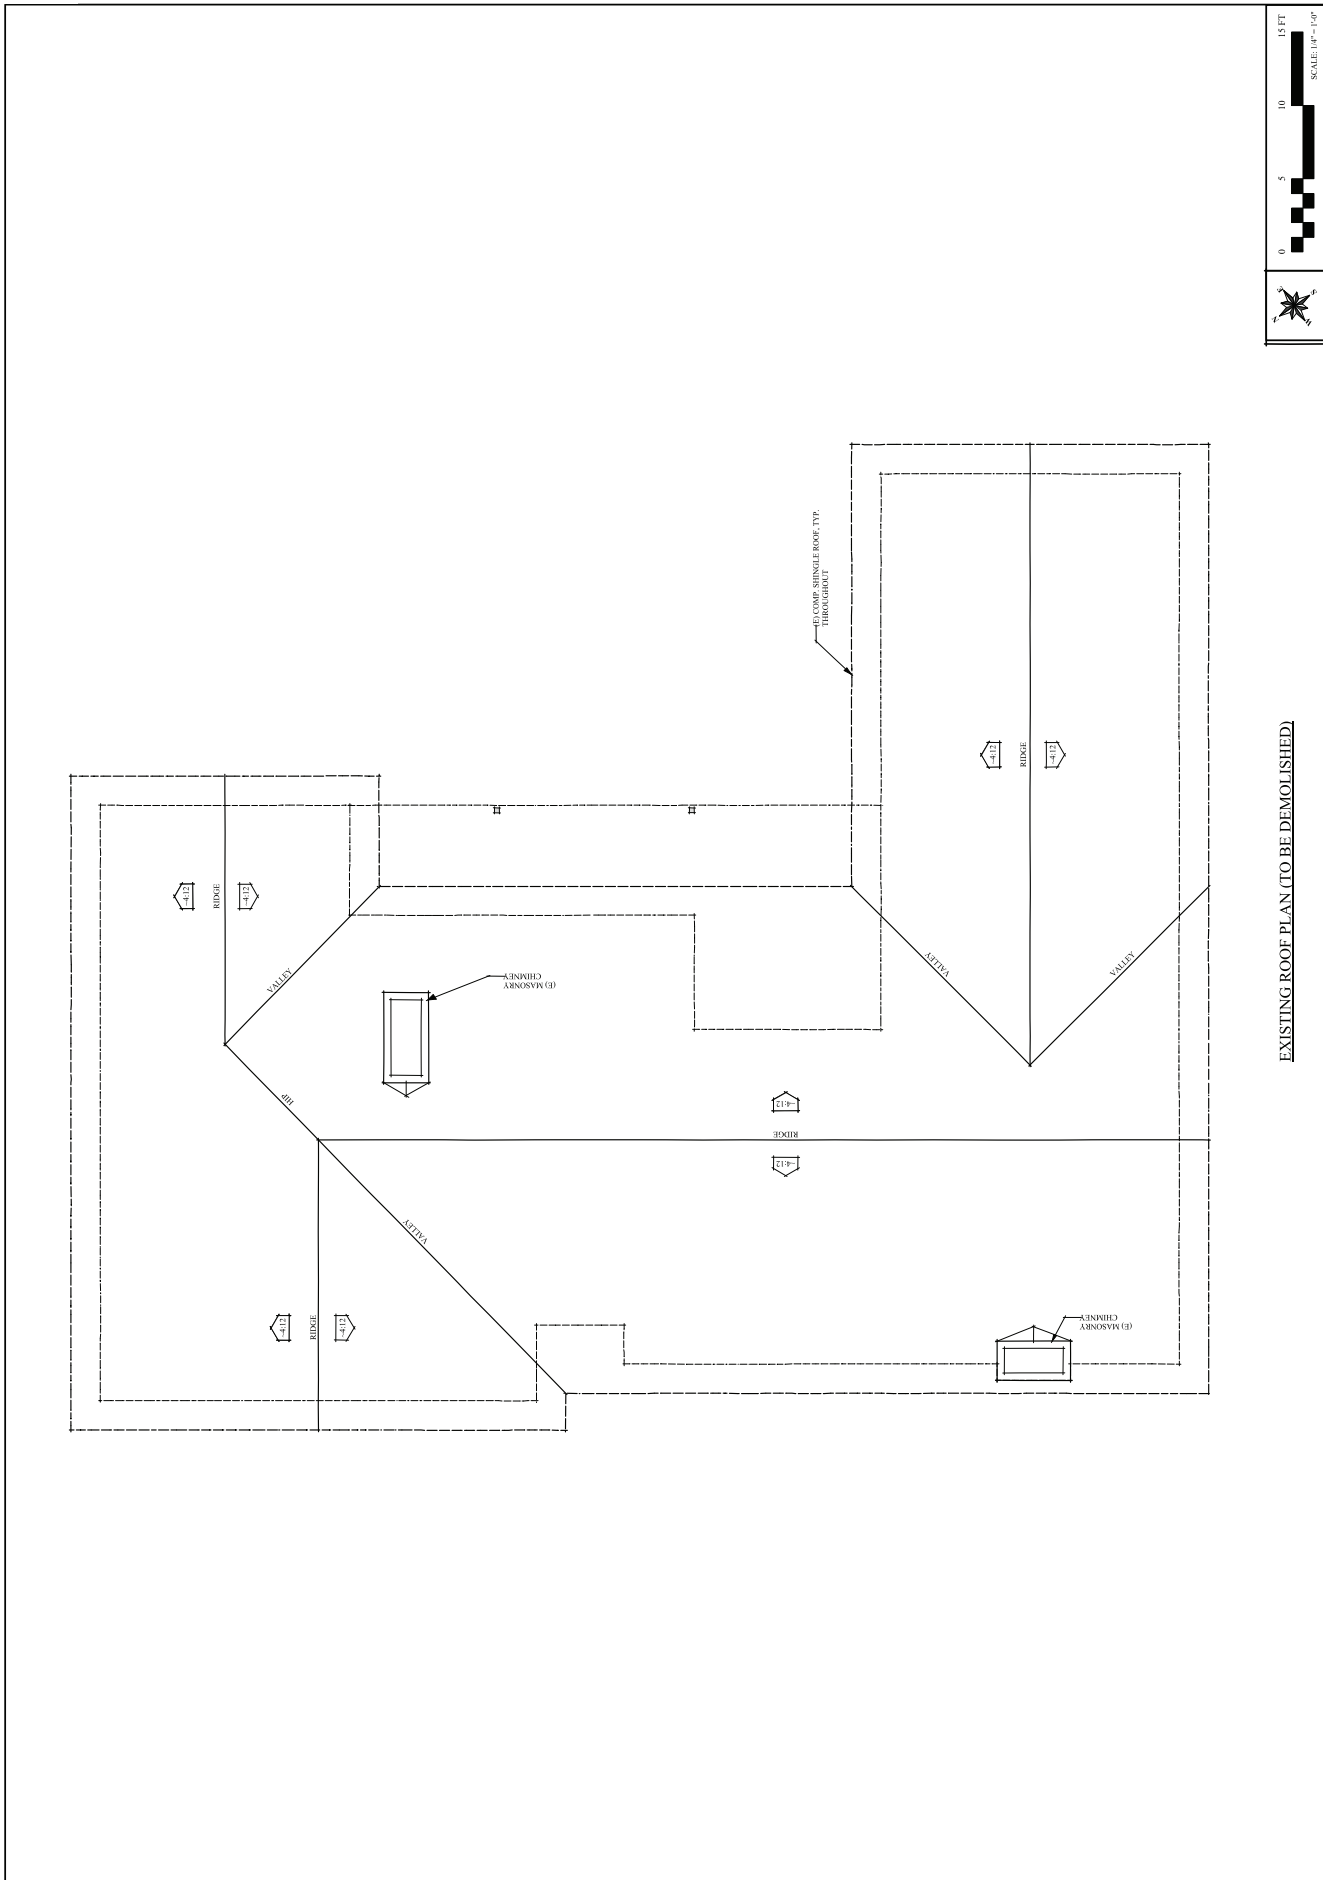 0
5
10
15 FT
SCALE: 1/4" = 1'-0"
N
E
S
W
(E) COMP. SHINGLE ROOF, TYP.
THROUGHOUT
~4:12
RIDGE
~4:12
~4:12
RIDGE
~4:12
VALLEY
VALLEY
VALLEY
(E) MASONRY
CHIMNEY
HIP
~4:12
RIDGE
~4:12
VALLEY
~4:12
RIDGE
~4:12
(E) MASONRY
CHIMNEY
EXISTING ROOF PLAN (TO BE DEMOLISHED)